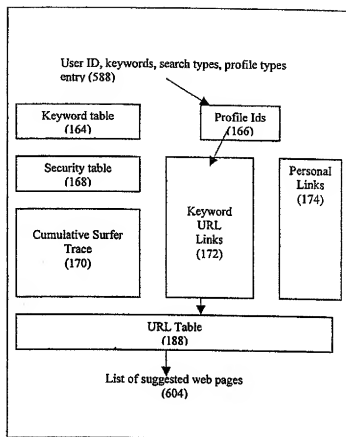 User ID, keywords, search types, profile types
entry (588)
Keyword table
(164)
Profile Ids
(166)
Security table
(168)
Keyword
URL
Links
(172)
Personal
Links
(174)
Cumulative Surfer
Trace
(170)
URL Table
(188)
List of suggested web pages
(604)